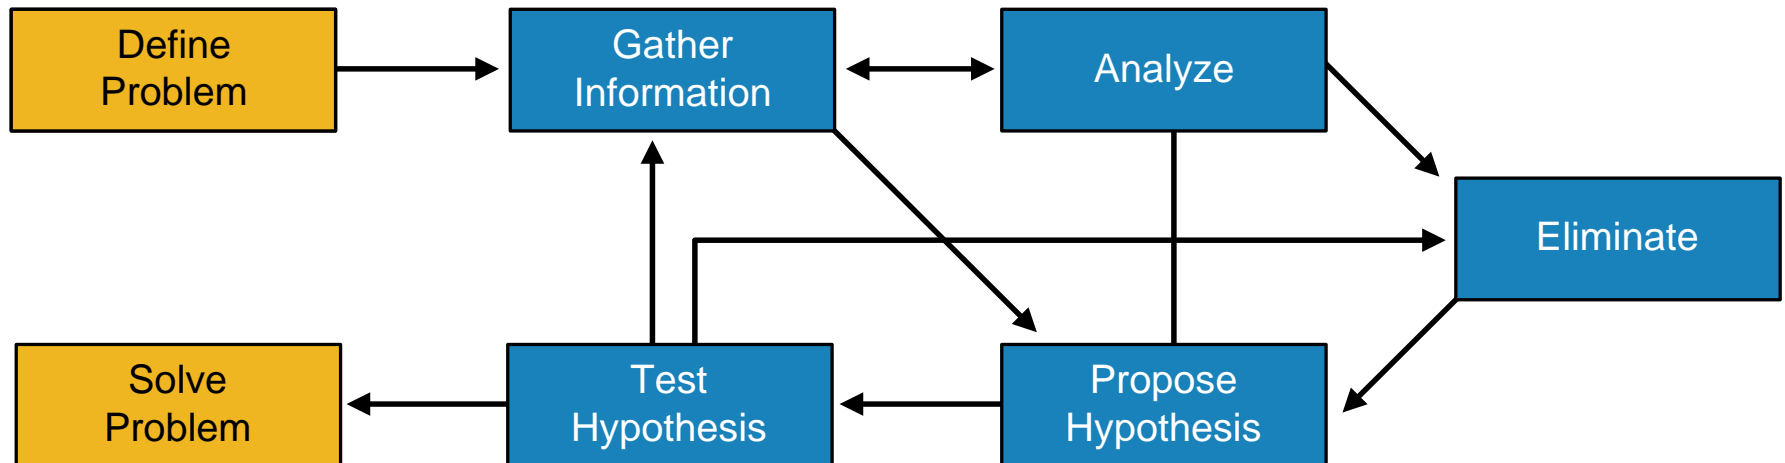 Define
Problem
Gather
Information
Analyze
Eliminate
Solve
Problem
Test
Hypothesis
Propose
Hypothesis